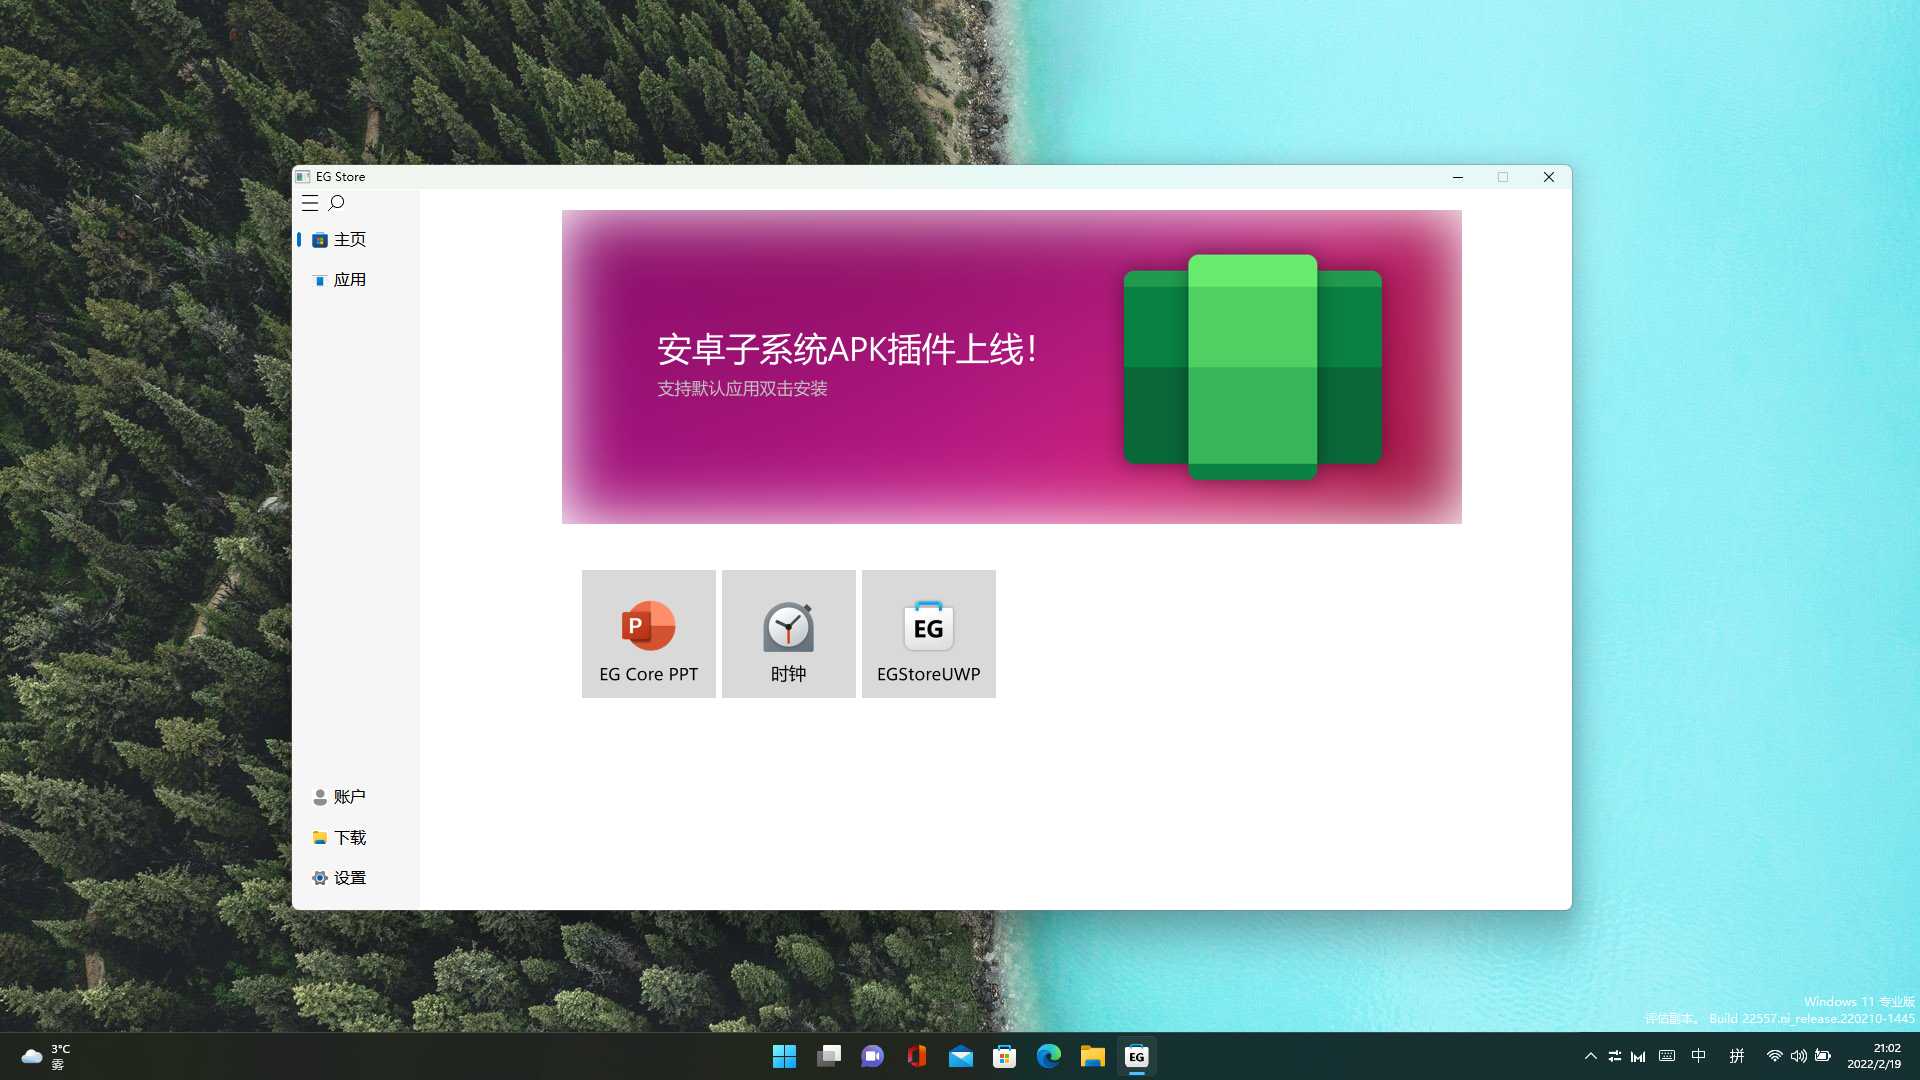 EG Store
主页
应用
安卓子系统APK插件上线！
支持默认应用双击安装
P
EG
EG Core PPT
时钟
EGStoreUWP
账户
下载
设置
Windows 11 专业版
评估副本。 Build 22557.ni_release.220210-1445
3°C
雾
EG
中
拼
21:02
2022/2/19